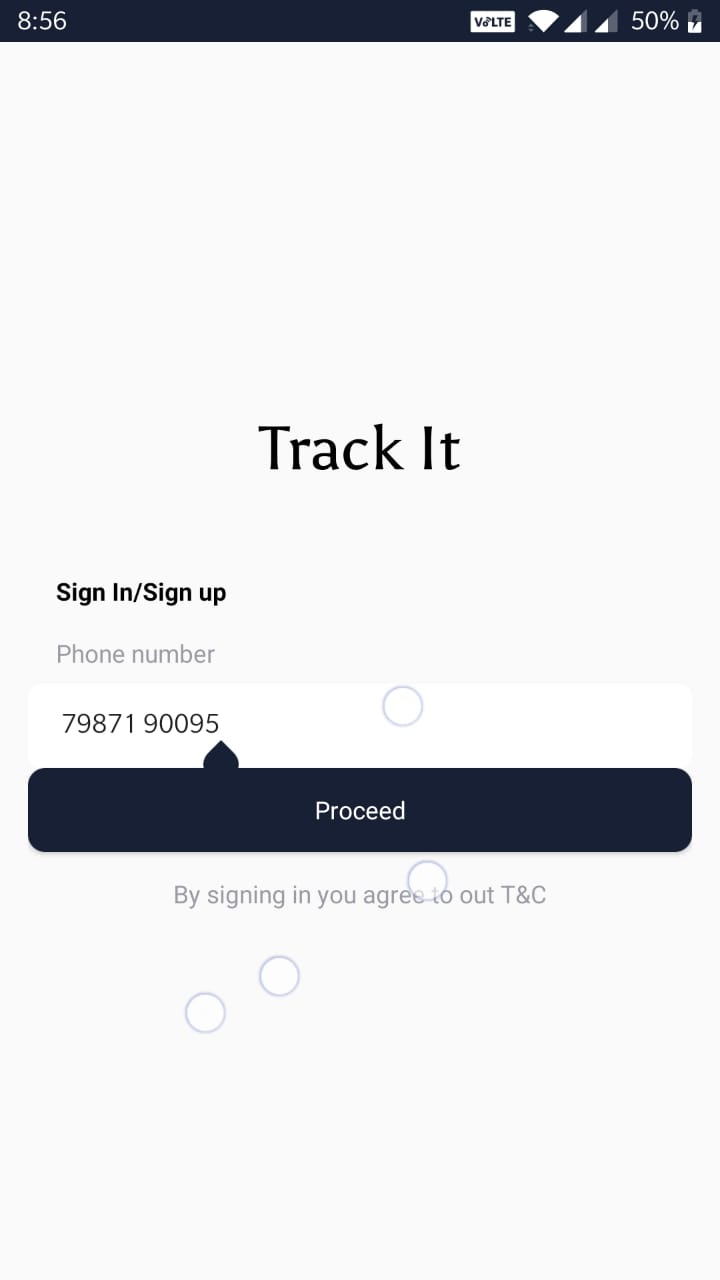 8:56 VoLTE 50%
Track It
Sign In/Sign up
Phone number
79871 90095
Proceed
By signing in you agree to out T&C